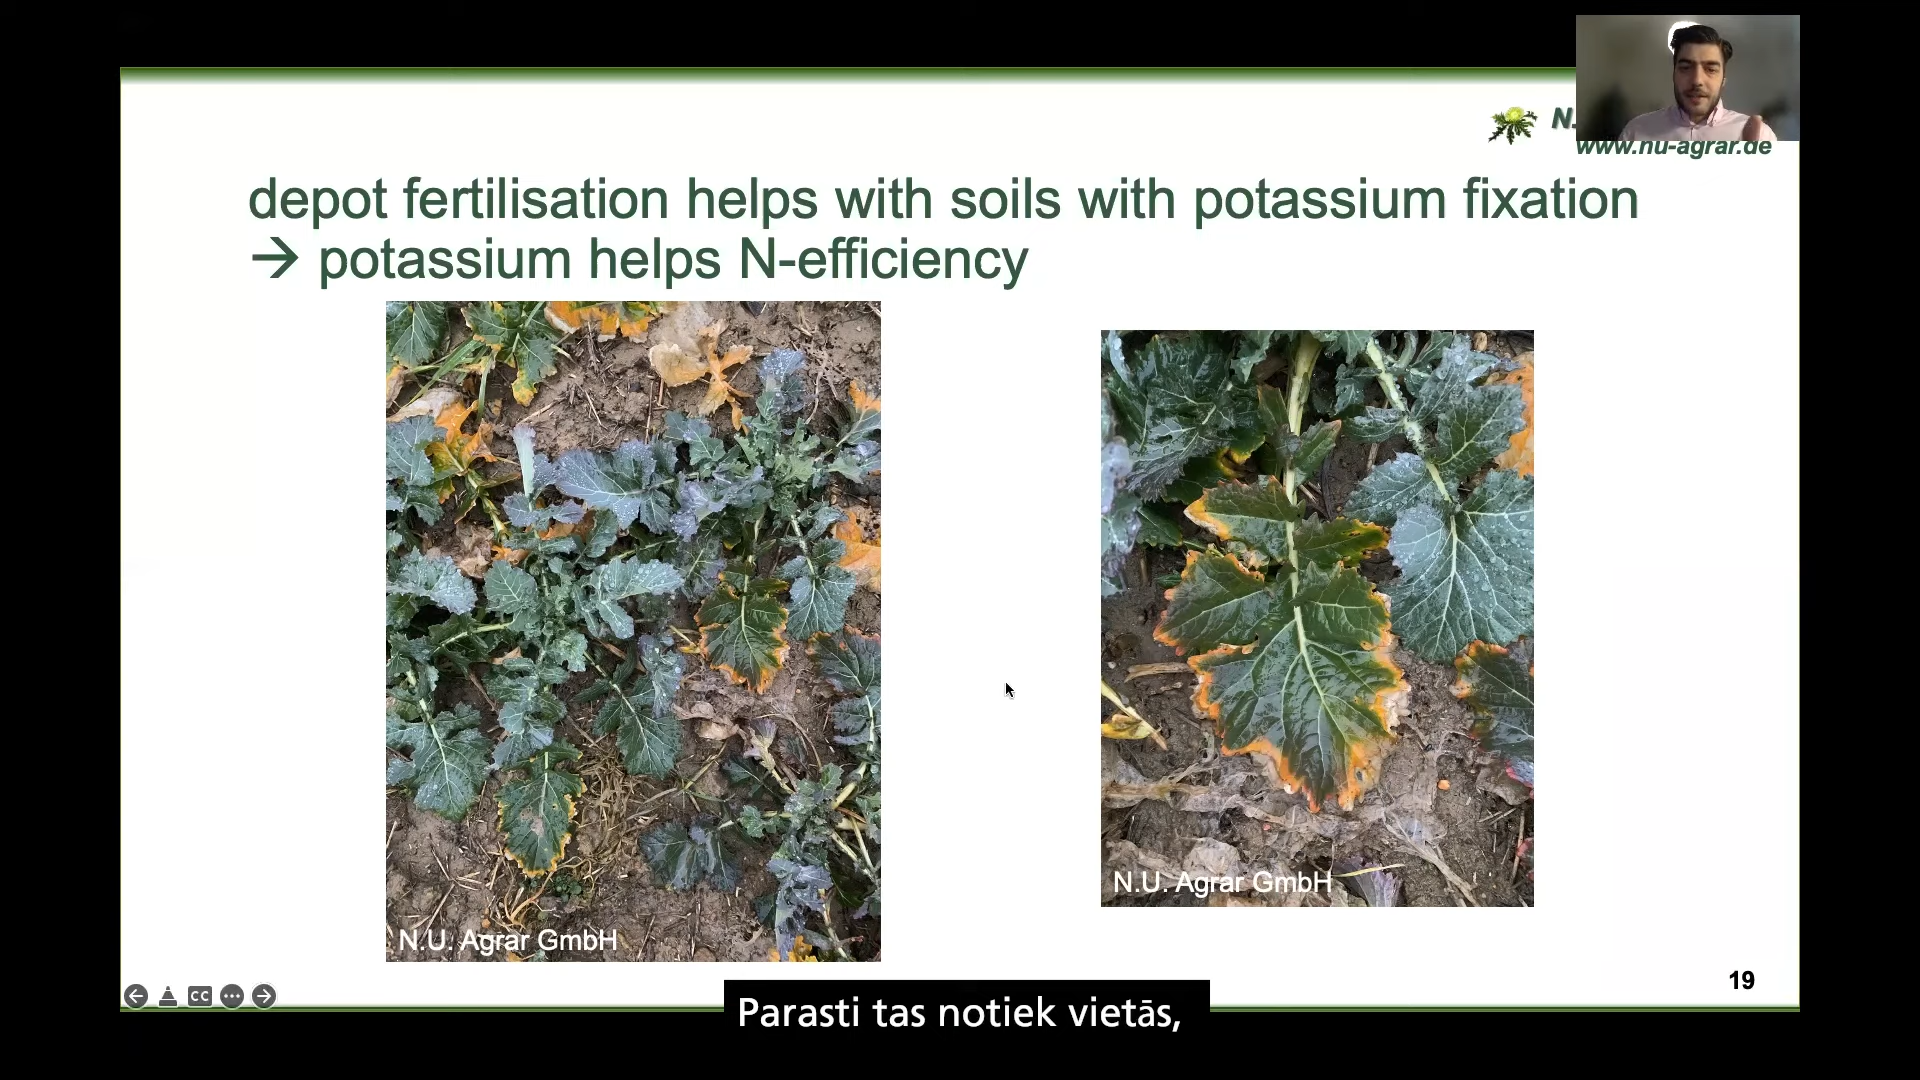 N.
www.nu-agrar.de
depot fertilisation helps with soils with potassium fixation
→ potassium helps N-efficiency
N.U. Agrar GmbH
N.U. Agrar GmbH
19
CC
Parasti tas notiek vietās,